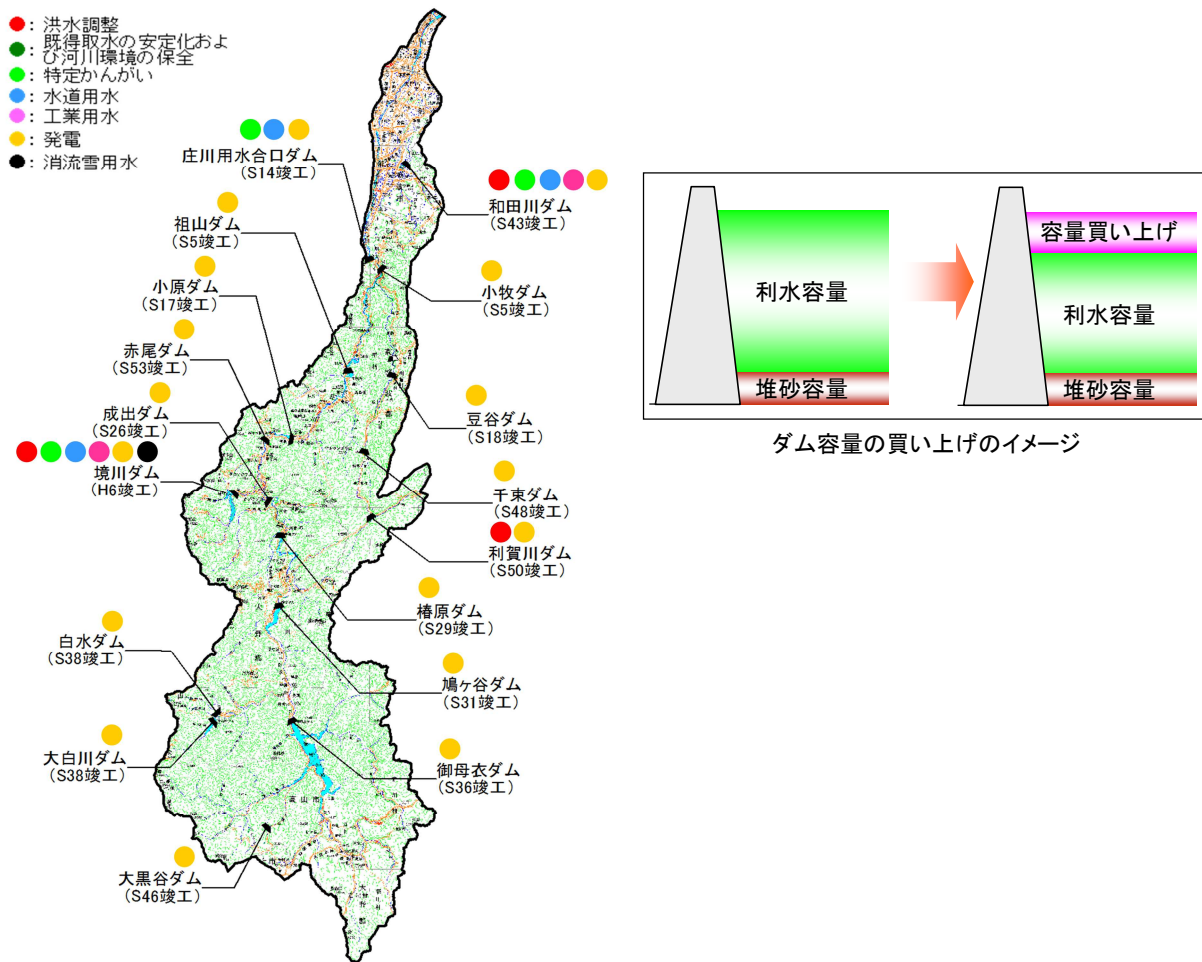 : 洪水調整
: 既得取水の安定化およ
び河川環境の保全
: 特定かんがい
: 水道用水
: 工業用水
: 発電
: 消流雪用水
庄川用水合口ダム
(S14竣工)
和田川ダム
(S43竣工)
祖山ダム
(S5竣工)
小牧ダム
(S5竣工)
小原ダム
(S17竣工)
赤尾ダム
(S53竣工)
豆谷ダム
(S18竣工)
成出ダム
(S26竣工)
境川ダム
(H6竣工)
千束ダム
(S48竣工)
利賀川ダム
(S50竣工)
椿原ダム
(S29竣工)
白水ダム
(S38竣工)
鳩ヶ谷ダム
(S31竣工)
大白川ダム
(S38竣工)
御母衣ダム
(S36竣工)
高山市
大黒谷ダム
(S46竣工)
利水容量
堆砂容量
容量買い上げ
利水容量
堆砂容量
ダム容量の買い上げのイメージ